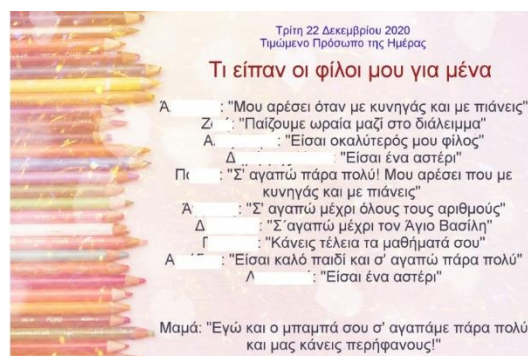 Τρίτη 22 Δεκεμβρίου 2020
Τιμώμενο Πρόσωπο της Ημέρας
Τι είπαν οι φίλοι μου για μένα
: "Μου αρέσει όταν με κυνηγάς και με πιάνεις"
: "Παίζουμε ωραία μαζί στο διάλειμμα"
: "Είσαι οκαλύτερός μου φίλος"
: "Είσαι ένα αστέρι"
: "Σ' αγαπώ πάρα πολύ! Μου αρέσει που με
κυνηγάς και με πιάνεις"
: "Σ' αγαπώ μέχρι όλους τους αριθμούς"
: "Σ΄αγαπώ μέχρι τον Άγιο Βασίλη"
: "Κάνεις τέλεια τα μαθήματά σου"
: "Είσαι καλό παιδί και σ' αγαπώ πάρα πολύ"
: "Είσαι ένα αστέρι"
Μαμά: "Εγώ και ο μπαμπά σου σ' αγαπάμε πάρα πολύ
και μας κάνεις περήφανους!"